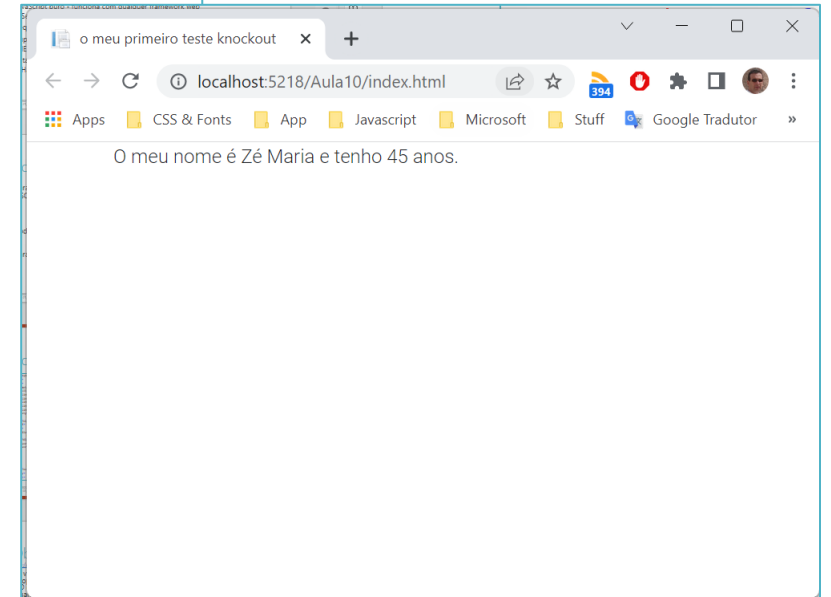 o meu primeiro teste knockout
localhost:5218/Aula10/index.html
394
Apps CSS & Fonts App Javascript Microsoft Stuff Google Tradutor »
O meu nome é Zé Maria e tenho 45 anos.